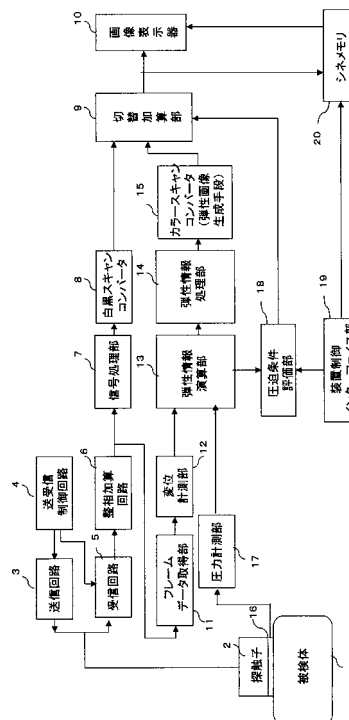 4
送受信
制御回路
3
送信回路
5
受信回路
6
整相加算
回路
7
信号処理部
8
白黒スキャン
コンバータ
9
切替加算部
10
画像表示器
2
探触子
16
被検体
11
フレーム
データ取得部
12
変位
計測部
17
圧力計測部
13
弾性情報
演算部
14
弾性情報
処理部
15
カラースキャン
コンバータ
(弾性画像
生成手段)
18
圧迫条件
評価部
19
装置制御
20
シネメモリ